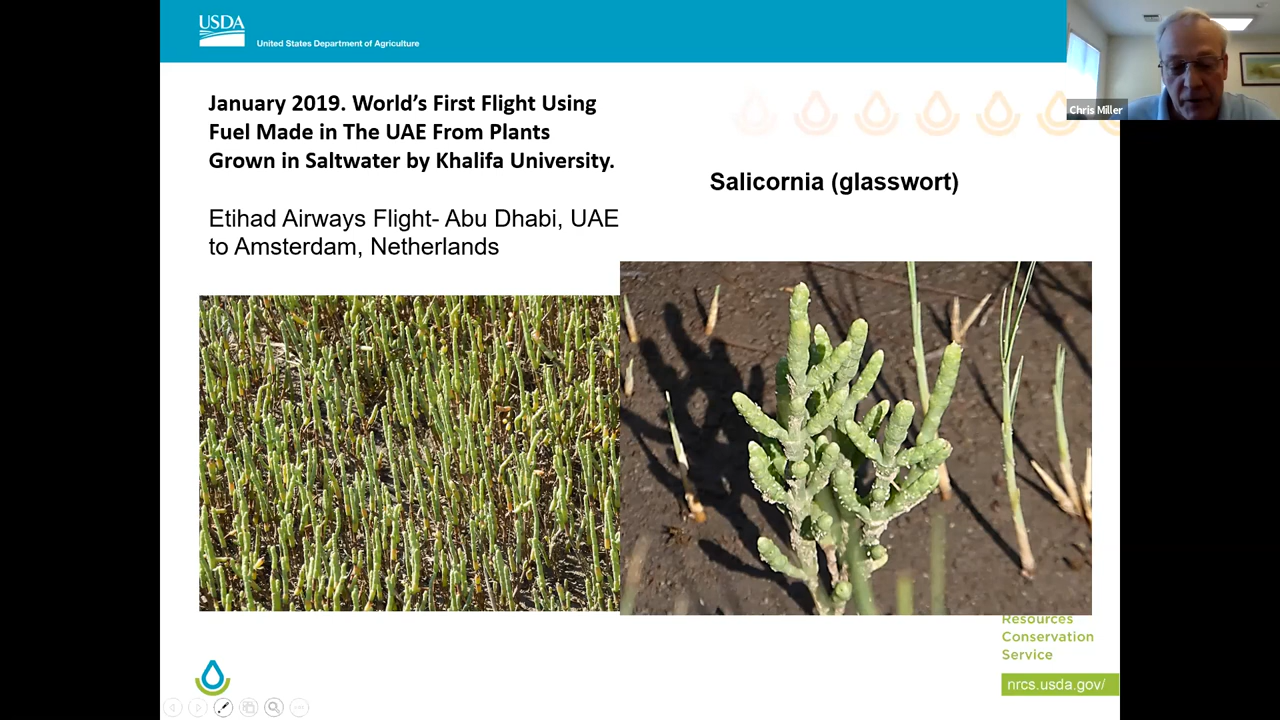 USDA
United States Department of Agriculture
Chris Miller
January 2019. World’s First Flight Using
Fuel Made in The UAE From Plants
Grown in Saltwater by Khalifa University.
Salicornia (glasswort)
Etihad Airways Flight- Abu Dhabi, UAE
to Amsterdam, Netherlands
Resources
Conservation
Service
nrcs.usda.gov/